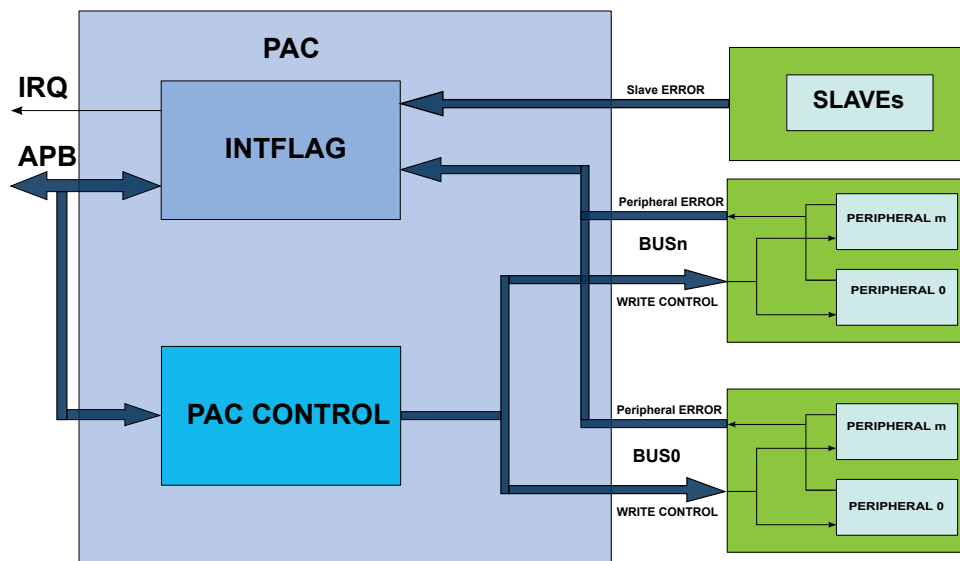 PAC
IRQ
Slave ERROR
SLAVEs
INTFLAG
APB
Peripheral ERROR
PERIPHERAL m
BUSn
PERIPHERAL 0
WRITE CONTROL
PAC CONTROL
Peripheral ERROR
PERIPHERAL m
BUS0
PERIPHERAL 0
WRITE CONTROL